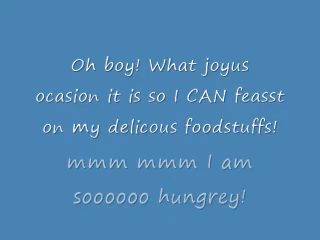 Oh boy! What joyus
ocasion it is so I CAN feasst
on my delicous foodstuffs!
mmm mmm I am
soooooo hungrey!